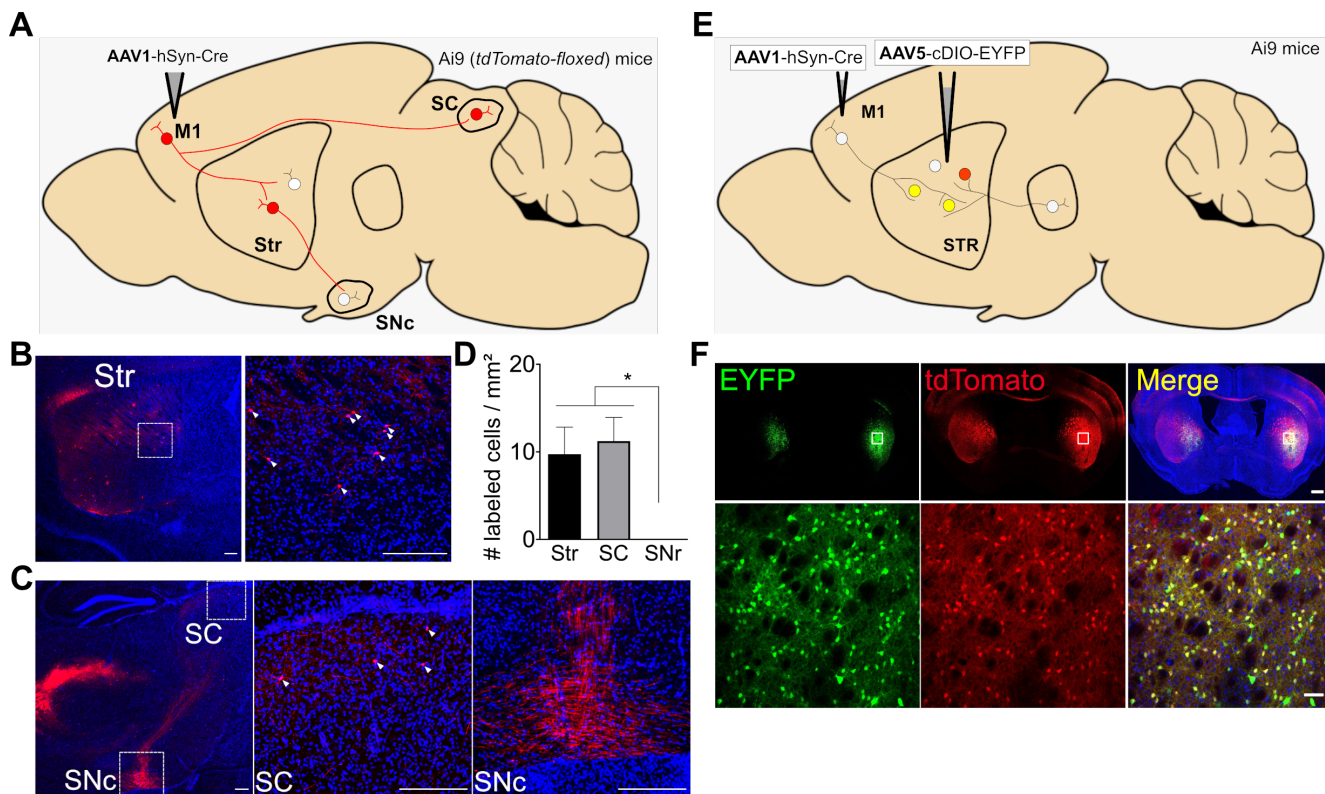 A
AAV1-hSyn-Cre
Ai9 (tdTomato-floxed) mice
M1
SC
Str
SNc
B
Str
C
SC
SNc
SC
SNc
D
# labeled cells / mm²
20
10
0
*
Str SC SNr
E
AAV1-hSyn-Cre
AAV5-cDIO-EYFP
Ai9 mice
M1
STR
F
EYFP
tdTomato
Merge